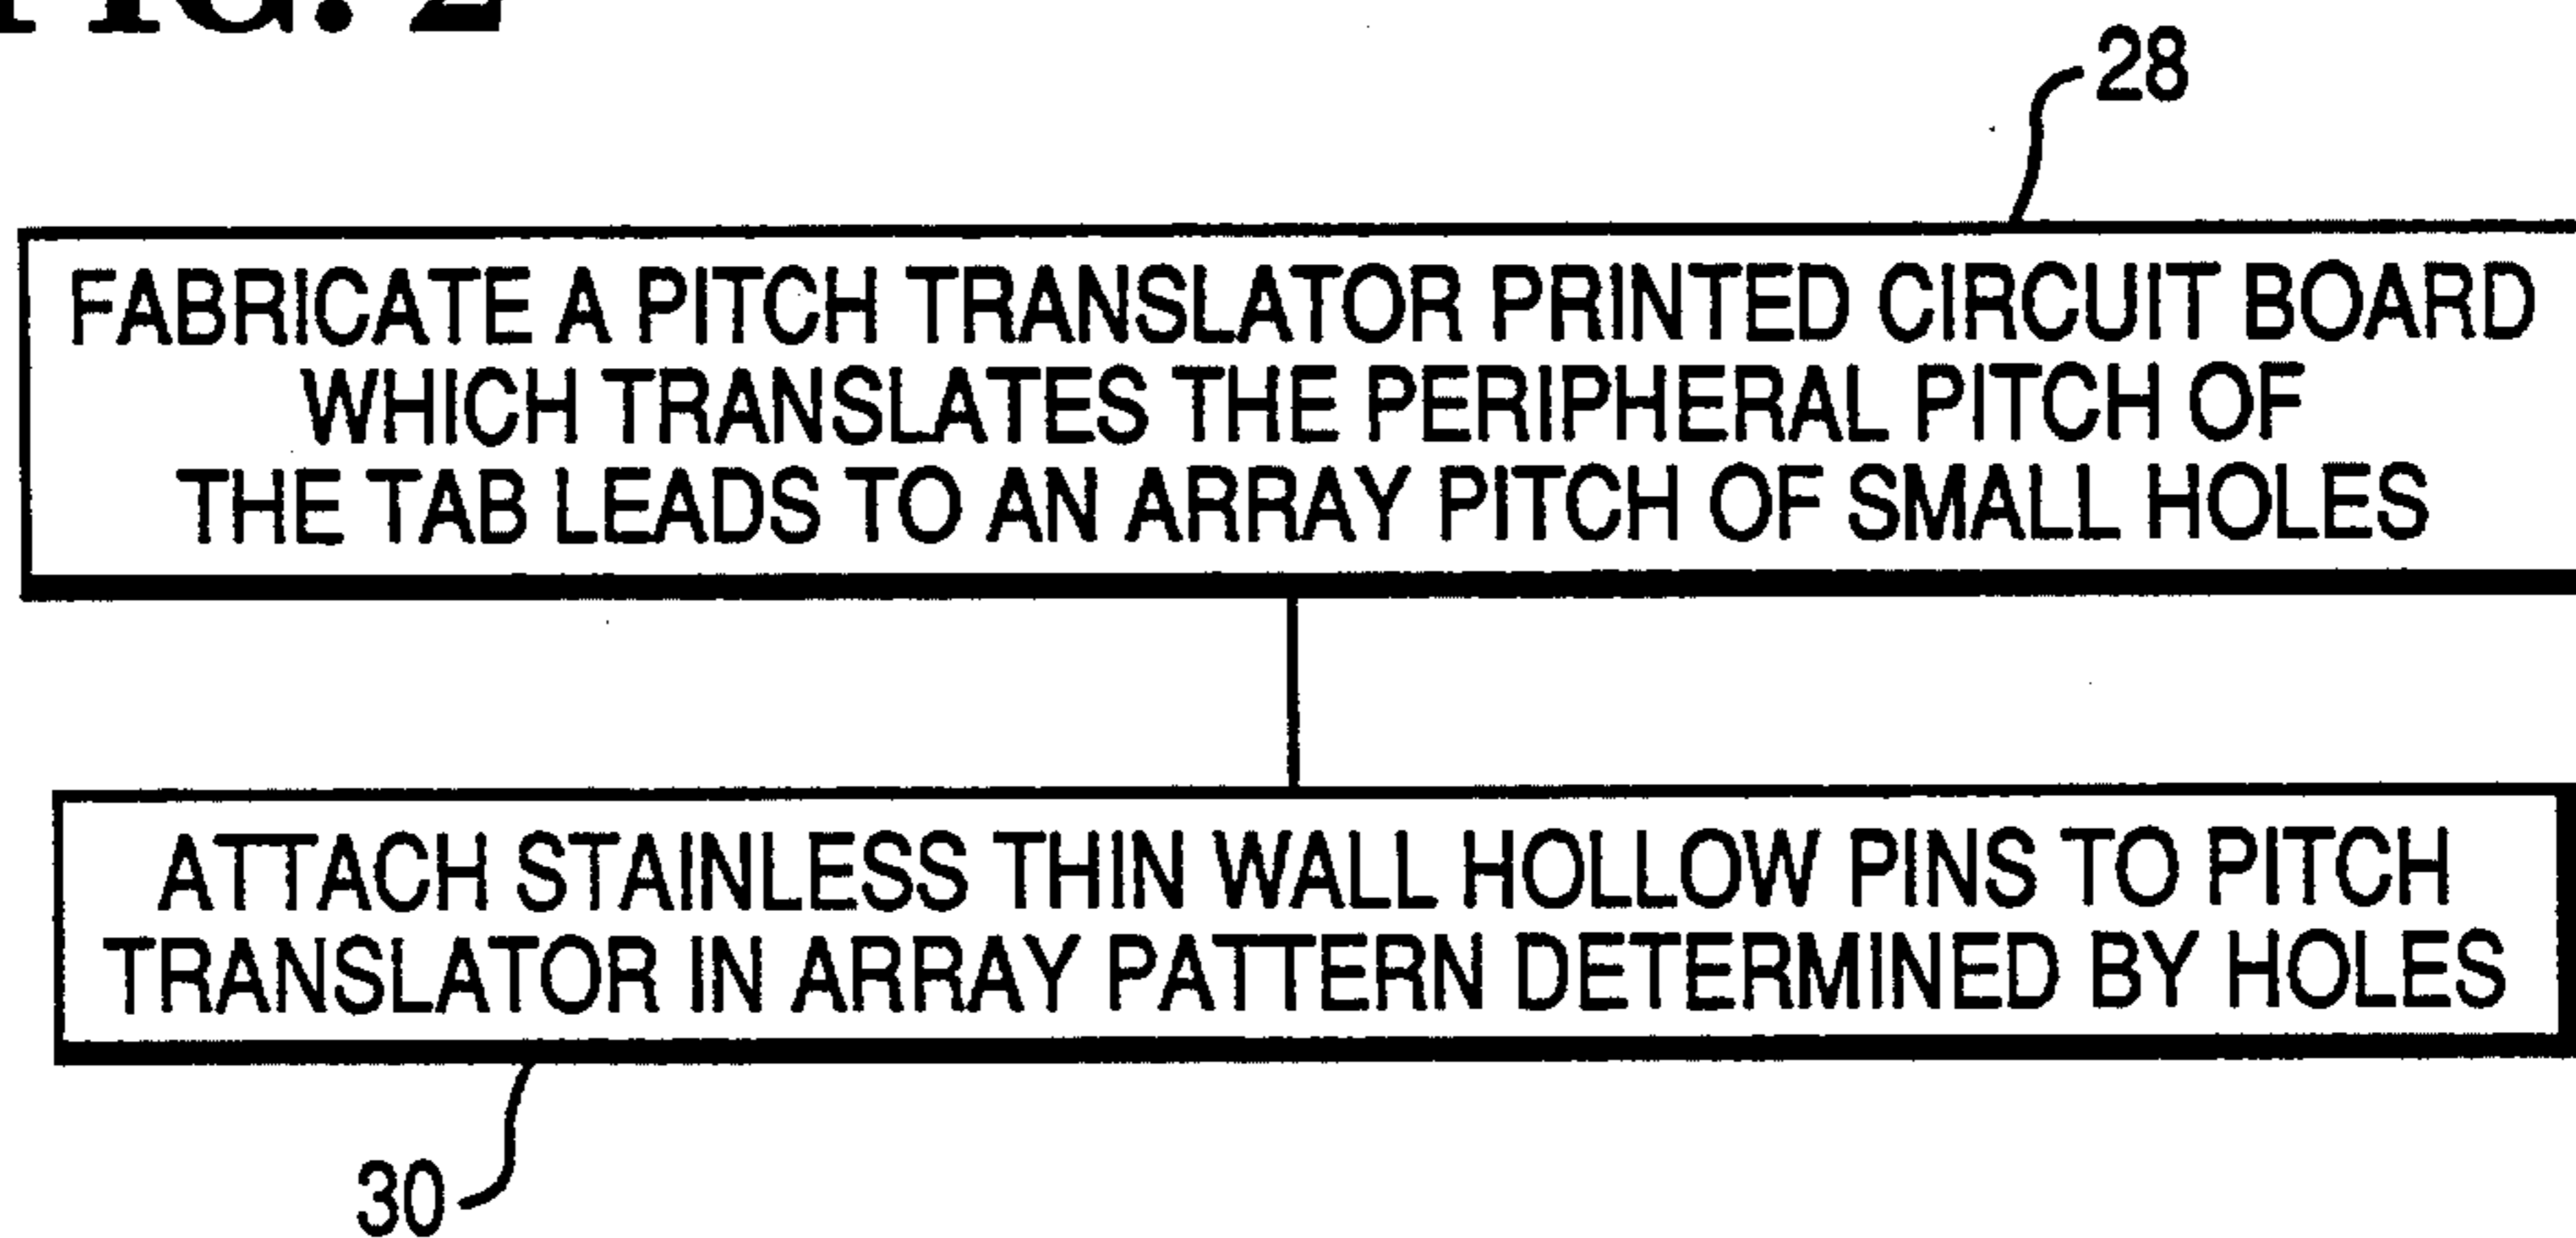 FIG. 2
28
FABRICATE A PITCH TRANSLATOR PRINTED CIRCUIT BOARD
WHICH TRANSLATES THE PERIPHERAL PITCH OF
THE TAB LEADS TO AN ARRAY PITCH OF SMALL HOLES
ATTACH STAINLESS THIN WALL HOLLOW PINS TO PITCH
TRANSLATOR IN ARRAY PATTERN DETERMINED BY HOLES
30